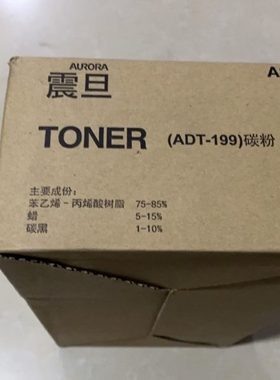 AURORA
震旦
A
TONER (ADT-199)碳粉
主要成份:
苯乙烯-丙烯酸树脂 75-85%
蜡 5-15%
碳黑 1-10%